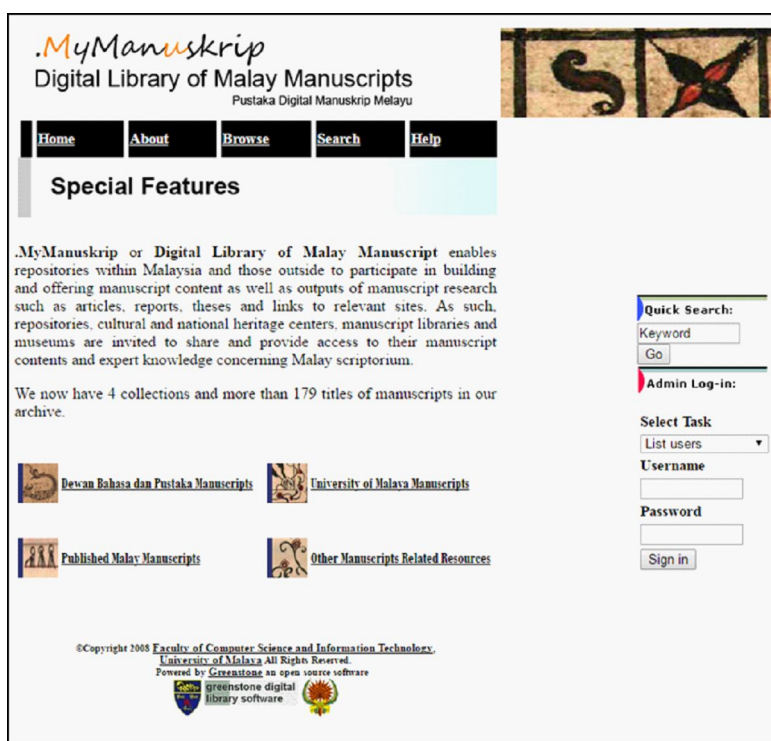 .MyManuskrip
Digital Library of Malay Manuscripts
Pustaka Digital Manuskrip Melayu
Home About Browse Search Help
Special Features
.MyManuskrip or Digital Library of Malay Manuscript enables
repositories within Malaysia and those outside to participate in building
and offering manuscript content as well as outputs of manuscript research
such as articles, reports, theses and links to relevant sites. As such,
repositories, cultural and national heritage centers, manuscript libraries and
museums are invited to share and provide access to their manuscript
contents and expert knowledge concerning Malay scriptorium.
We now have 4 collections and more than 179 titles of manuscripts in our
archive.
Dewan Bahasa dan Pustaka Manuscripts
University of Malaya Manuscripts
Published Malay Manuscripts
Other Manuscripts Related Resources
Quick Search:
Keyword
Go
Admin Log-in:
Select Task
List users
Username
Password
Sign in
©Copyright 2008 Faculty of Computer Science and Information Technology,
University of Malaya All Rights Reserved.
Powered by Greenstone an open source software
greenstone digital
library software